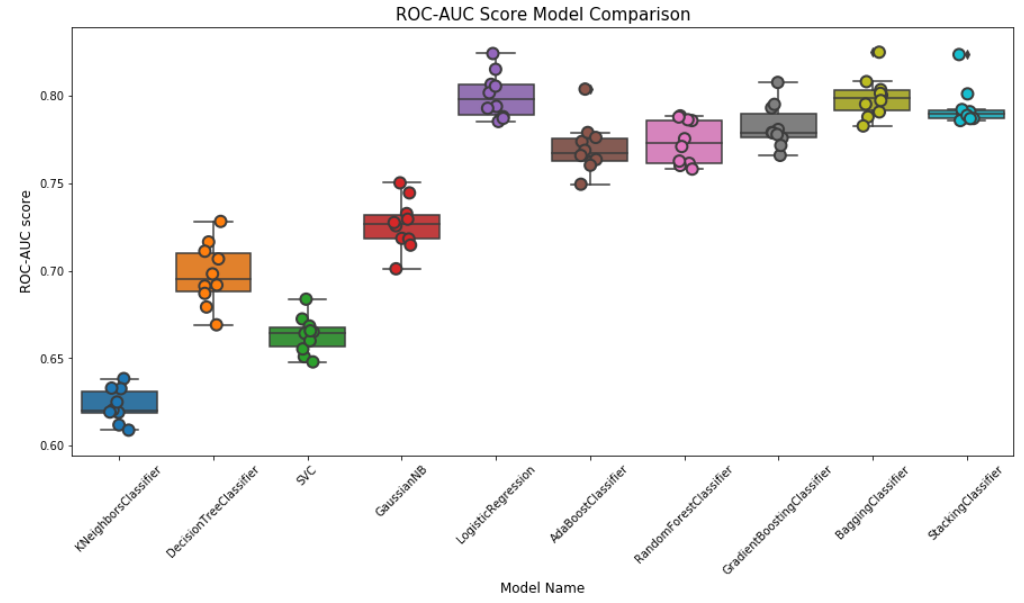 ROC-AUC Score Model Comparison
ROC-AUC score
0.80
0.75
0.70
0.65
0.60
KNeighborsClassifier
DecisionTreeClassifier
SVC
GaussianNB
LogisticRegression
AdaBoostClassifier
RandomForestClassifier
GradientBoostingClassifier
BaggingClassifier
StackingClassifier
Model Name